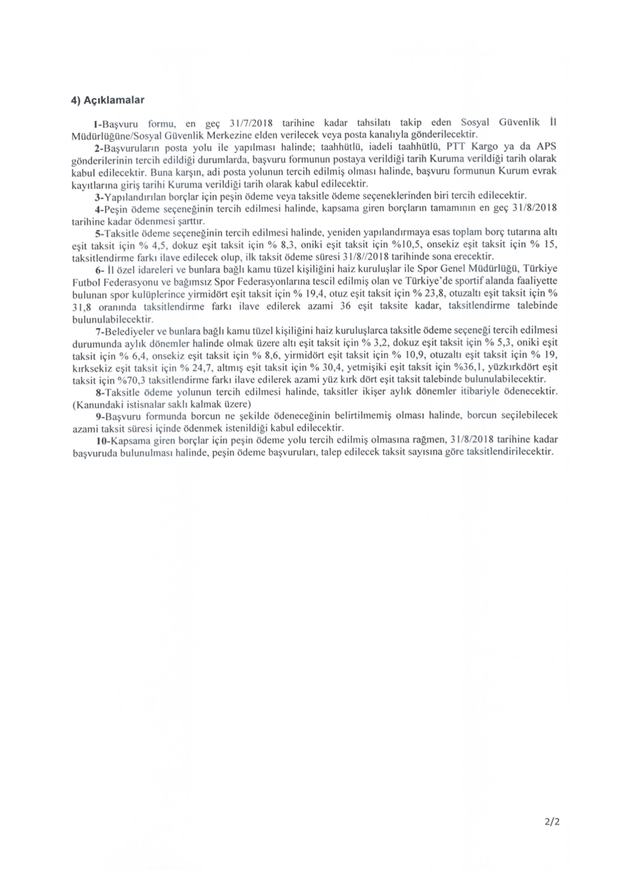 4) Açıklamalar
1-Başvuru formu, en geç 31/7/2018 tarihine kadar tahsilatı takip eden Sosyal Güvenlik İl
Müdürlüğüne/Sosyal Güvenlik Merkezine elden verilecek veya posta kanalıyla gönderilecektir.
2-Başvuruların posta yolu ile yapılması halinde; taahhütlü, iadeli taahhütlü, PTT Kargo ya da APS
gönderilerinin tercih edildiği durumlarda, başvuru formunun postaya verildiği tarih Kuruma verildiği tarih olarak
kabul edilecektir. Buna karşın, adi posta yolunun tercih edilmiş olması halinde, başvuru formunun Kurum evrak
kayıtlarına giriş tarihi Kuruma verildiği tarih olarak kabul edilecektir.
3-Yapılandırılan borçlar için peşin ödeme veya taksitle ödeme seçeneklerinden biri tercih edilecektir.
4-Peşin ödeme seçeneğinin tercih edilmesi halinde, kapsama giren borçların tamamının en geç 31/8/2018
tarihine kadar ödenmesi şarttır.
5-Taksitle ödeme seçeneğinin tercih edilmesi halinde, yeniden yapılandırmaya esas toplam borç tutarına altı
eşit taksit için % 4,5, dokuz eşit taksit için % 8,3, oniki eşit taksit için %10,5, onsekiz eşit taksit için % 15,
taksitlendirme farkı ilave edilecek olup, ilk taksit ödeme süresi 31/8//2018 tarihinde sona erecektir.
6- İl özel idareleri ve bunlara bağlı kamu tüzel kişiliğini haiz kuruluşlar ile Spor Genel Müdürlüğü, Türkiye
Futbol Federasyonu ve bağımsız Spor Federasyonlarına tescil edilmiş olan ve Türkiye'de sportif alanda faaliyette
bulunan spor kulüplerince yirmidört eşit taksit için % 19,4, otuz eşit taksit için % 23,8, otuzaltı eşit taksit için %
31,8 oranında taksitlendirme farkı ilave edilerek azami 36 eşit taksite kadar, taksitlendirme talebinde
bulunulabilecektir.
7-Belediyeler ve bunlara bağlı kamu tüzel kişiliğini haiz kuruluşlarca taksitle ödeme seçeneği tercih edilmesi
durumunda aylık dönemler halinde olmak üzere altı eşit taksit için % 3,2, dokuz eşit taksit için % 5,3, oniki eşit
taksit için % 6,4, onsekiz eşit taksit için % 8,6, yirmidört eşit taksit için % 10,9, otuzaltı eşit taksit için % 19,
kırksekiz eşit taksit için % 24,7, altmış eşit taksit için % 30,4, yetmişiki eşit taksit için %36,1, yüzkırkdört eşit
taksit için %70,3 taksitlendirme farkı ilave edilerek azami yüz kırk dört eşit taksit talebinde bulunulabilecektir.
8-Taksitle ödeme yolunun tercih edilmesi halinde, taksitler ikişer aylık dönemler itibariyle ödenecektir.
(Kanundaki istisnalar saklı kalmak üzere)
9-Başvuru formunda borcun ne şekilde ödeneceğinin belirtilmemiş olması halinde, borcun seçilebilecek
azami taksit süresi içinde ödenmek istenildiği kabul edilecektir.
10-Kapsama giren borçlar için peşin ödeme yolu tercih edilmiş olmasına rağmen, 31/8/2018 tarihine kadar
başvuruda bulunulması halinde, peşin ödeme başvuruları, talep edilecek taksit sayısına göre taksitlendirilecektir.
2/2